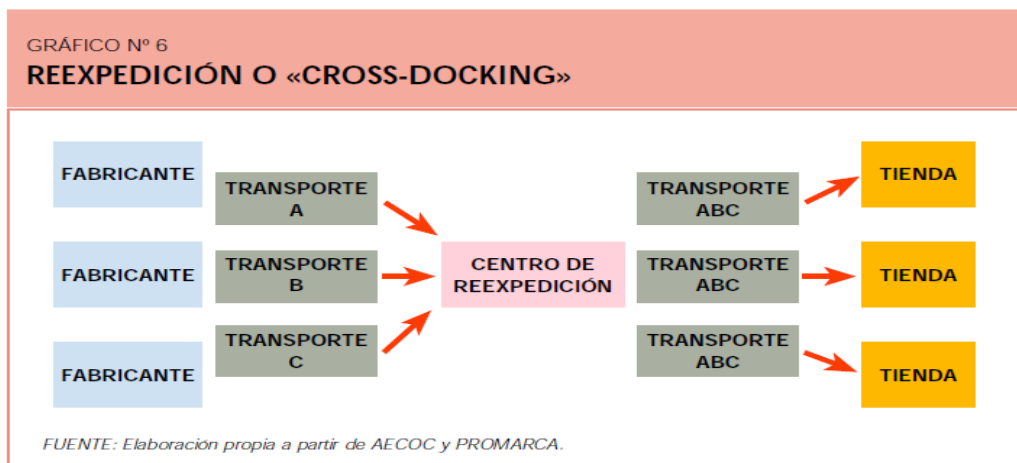 GRÁFICO Nº 6
REEXPEDICIÓN O «CROSS-DOCKING»
FABRICANTE
TRANSPORTE
A
TRANSPORTE
ABC
TIENDA
FABRICANTE
TRANSPORTE
B
CENTRO DE
REEXPEDICIÓN
TRANSPORTE
ABC
TIENDA
FABRICANTE
TRANSPORTE
C
TRANSPORTE
ABC
TIENDA
FUENTE: Elaboración propia a partir de AECOC y PROMARCA.